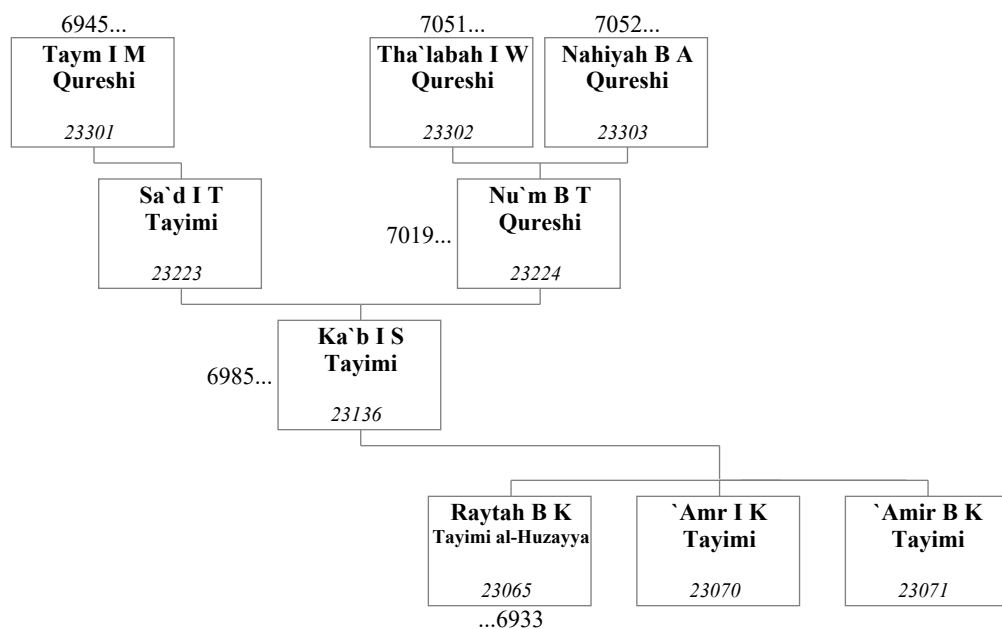 6945...
7051...
7052...
Taym I M
Qureshi
23301
Tha`labah I W
Qureshi
23302
Nahiyah B A
Qureshi
23303
Sa`d I T
Tayimi
23223
7019...
Nu`m B T
Qureshi
23224
6985...
Ka`b I S
Tayimi
23136
Raytah B K
Tayimi al-Huzayya
23065
...6933
`Amr I K
Tayimi
23070
`Amir B K
Tayimi
23071